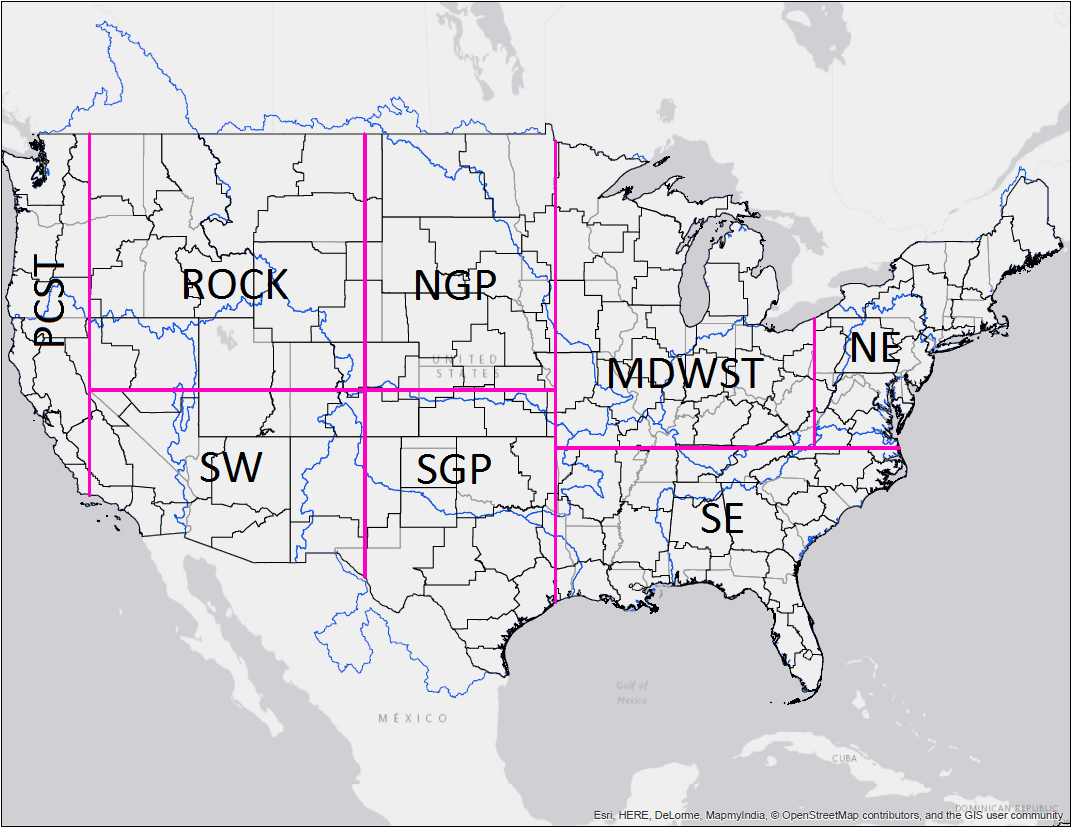 PCST
ROCK
NGP
UNITED
STATES
MDWST
NE
SW
SGP
SE
Gulf of
Mexico
MÉXICO
CUBA
DOMINICAN REPUBLIC
Esri, HERE, DeLorme, MapmyIndia, © OpenStreetMap contributors, and the GIS user community